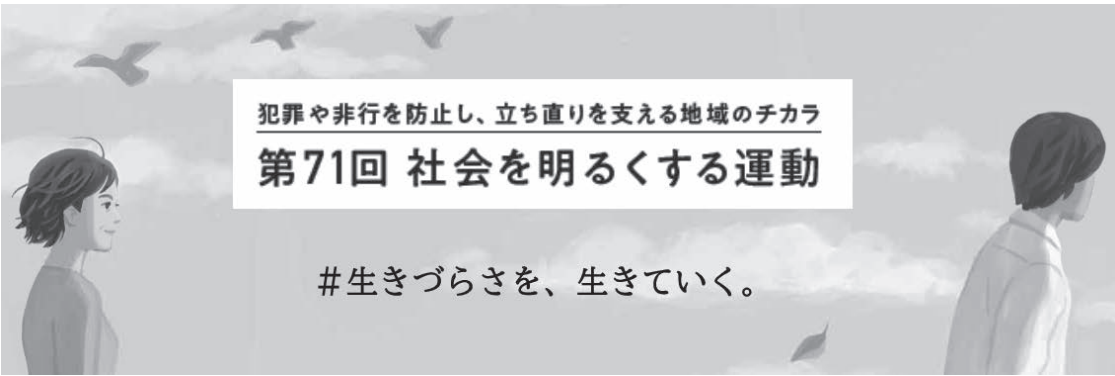 犯罪や非行を防止し、立ち直りを支える地域のチカラ
第71回 社会を明るくする運動
#生きづらさを、生きていく。